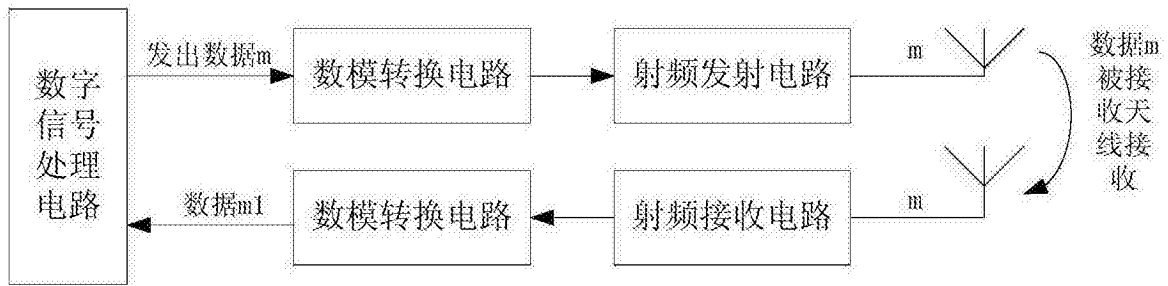 数字
信号
处理
电路
发出数据m
数模转换电路
射频发射电路
m
数据m
被接
收天
线接
收
数据m1
数模转换电路
射频接收电路
m